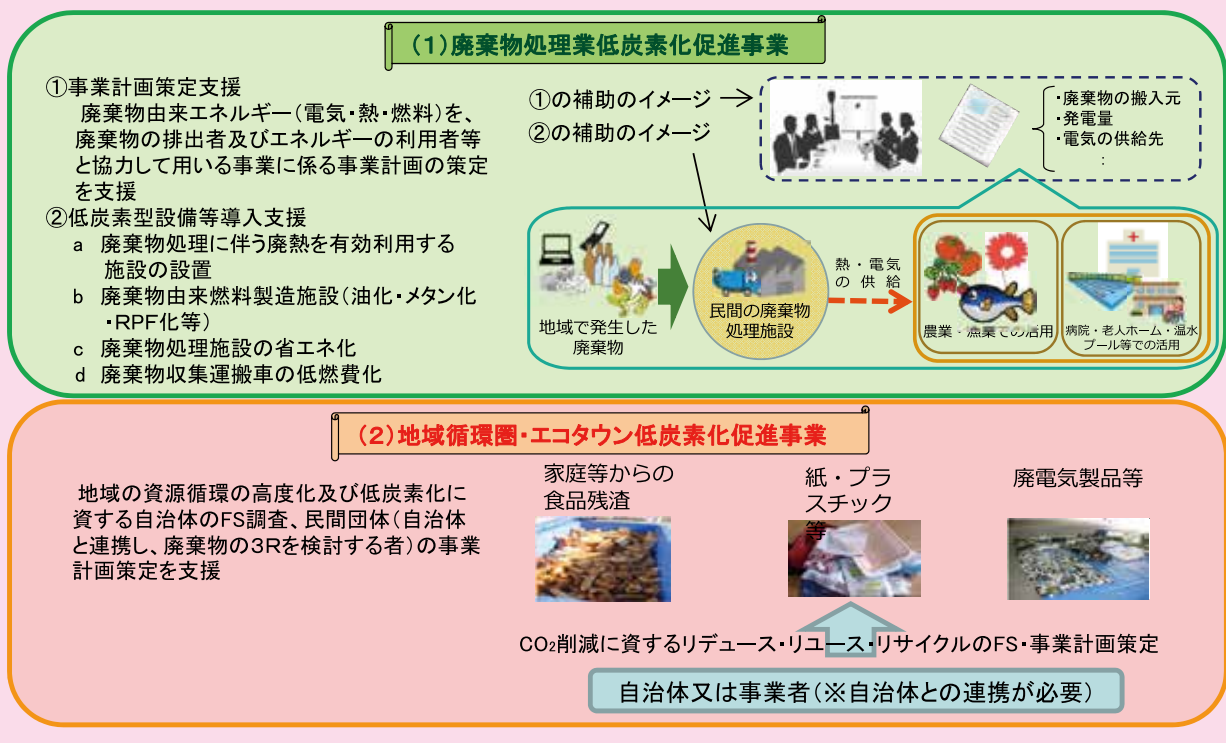 (1)廃棄物処理業低炭素化促進事業
①事業計画策定支援
廃棄物由来エネルギー(電気・熱・燃料)を、
廃棄物の排出者及びエネルギーの利用者等
と協力して用いる事業に係る事業計画の策定
を支援
②低炭素型設備等導入支援
a 廃棄物処理に伴う廃熱を有効利用する
施設の設置
b 廃棄物由来燃料製造施設(油化・メタン化
・RPF化等)
c 廃棄物処理施設の省エネ化
d 廃棄物収集運搬車の低燃費化
①の補助のイメージ
②の補助のイメージ
・廃棄物の搬入元
・発電量
・電気の供給先
:
地域で発生した
廃棄物
民間の廃棄物
処理施設
熱・電気
の供給
農業・漁業での活用
病院・老人ホーム・温水
プール等での活用
(2)地域循環圏・エコタウン低炭素化促進事業
地域の資源循環の高度化及び低炭素化に
資する自治体のFS調査、民間団体(自治体
と連携し、廃棄物の3Rを検討する者)の事業
計画策定を支援
家庭等からの
食品残渣
紙・プラ
スチック
等
廃電気製品等
CO₂削減に資するリデュース・リユース・リサイクルのFS・事業計画策定
自治体又は事業者(※自治体との連携が必要)